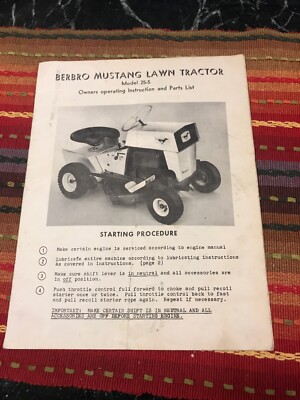 BERBRO MUSTANG LAWN TRACTOR
Model 25-5
Owners operating Instruction and Parts List
STARTING PROCEDURE
1 Make certain engine is serviced according to engine manual
2 Lubricate entire machine according to lubricating instructions
as covered in Instructions. (Page 2)
3 Make sure shift lever is in neutral and all accessories are
in off position.
4 Push throttle control full forward to choke and pull recoil
starter once or twice. Pull throttle control back to fast
and pull recoil starter rope again. Repeat if necessary.
IMPORTANT: MAKE CERTAIN SHIFT IS IN NEUTRAL AND ALL
ACCESSORIES ARE OFF BEFORE STARTING ENGINE.